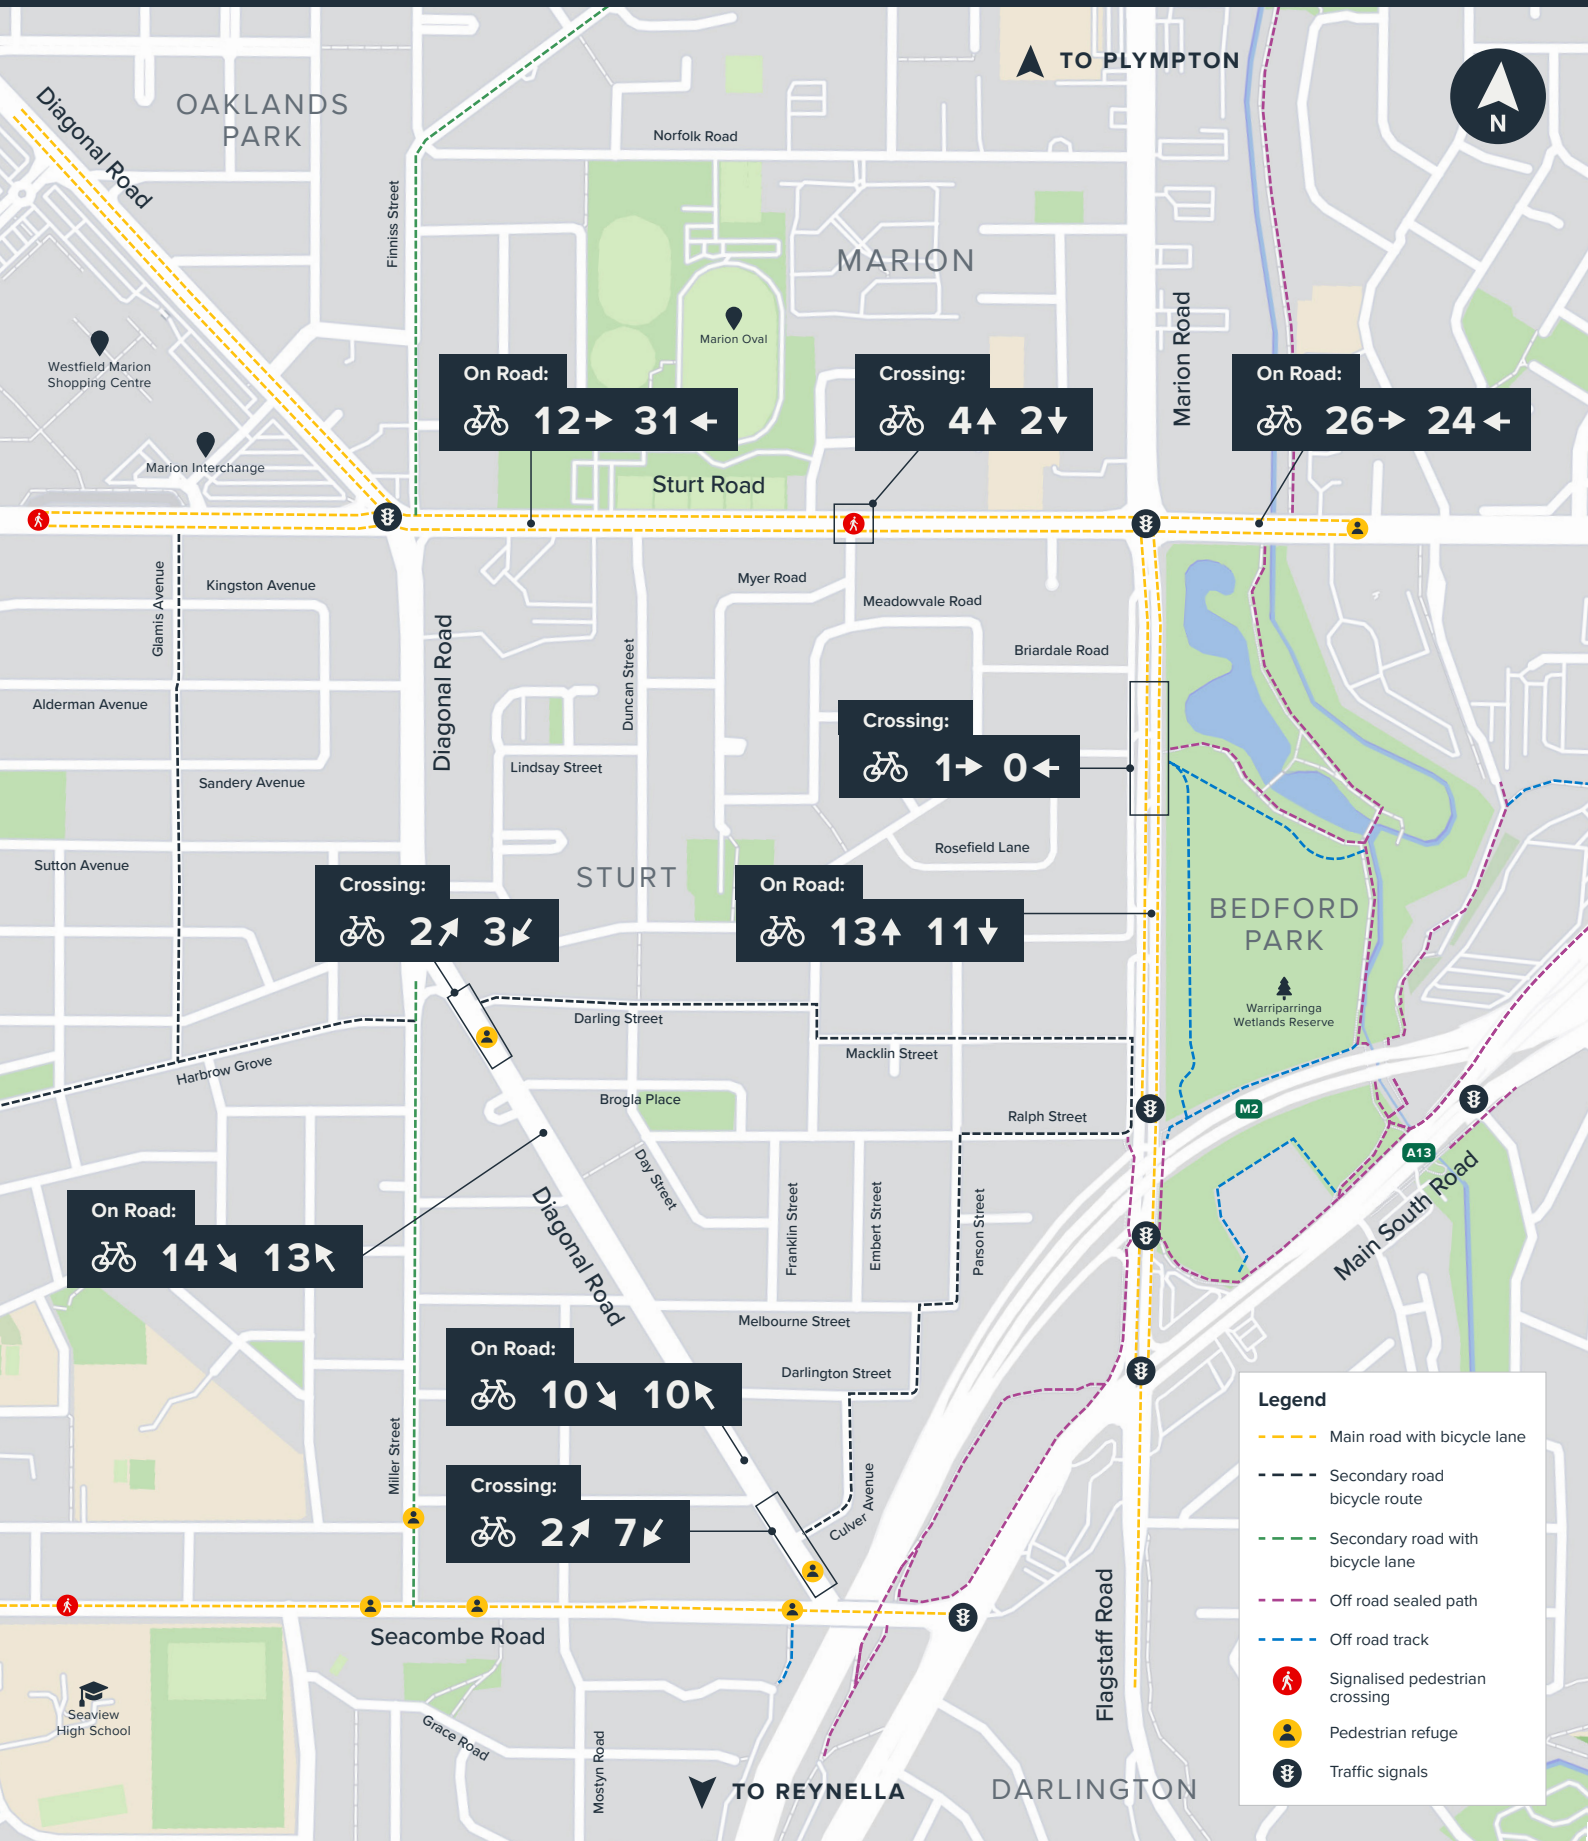 TO PLYMPTON
N
OAKLANDS
PARK
Diagonal Road
Norfolk Road
Finniss Street
MARION
Marion Oval
Marion Road
Westfield Marion
Shopping Centre
Marion Interchange
On Road:
12 → 31 ←
Crossing:
4 ↑ 2 ↓
On Road:
26 → 24 ←
Sturt Road
Glamis Avenue
Kingston Avenue
Myer Road
Meadowvale Road
Briardale Road
Duncan Street
Diagonal Road
Alderman Avenue
Sandery Avenue
Lindsay Street
Crossing:
1 → 0 ←
Sutton Avenue
STURT
Rosefield Lane
Crossing:
2 ↗ 3 ↙
On Road:
13 ↑ 11 ↓
BEDFORD
PARK
Warriparringa
Wetlands Reserve
Darling Street
Macklin Street
Harbrow Grove
Brogla Place
Ralph Street
M2
A13
Day Street
Franklin Street
Embert Street
Parson Street
Main South Road
On Road:
14 ↘ 13 ↖
Diagonal Road
Melbourne Street
Darlington Street
On Road:
10 ↘ 10 ↖
Miller Street
Crossing:
2 ↗ 7 ↙
Culver Avenue
Seacombe Road
Flagstaff Road
Seaview
High School
Grace Road
Mostyn Road
TO REYNELLA
DARLINGTON
Legend
Main road with bicycle lane
Secondary road
bicycle route
Secondary road with
bicycle lane
Off road sealed path
Off road track
Signalised pedestrian
crossing
Pedestrian refuge
Traffic signals